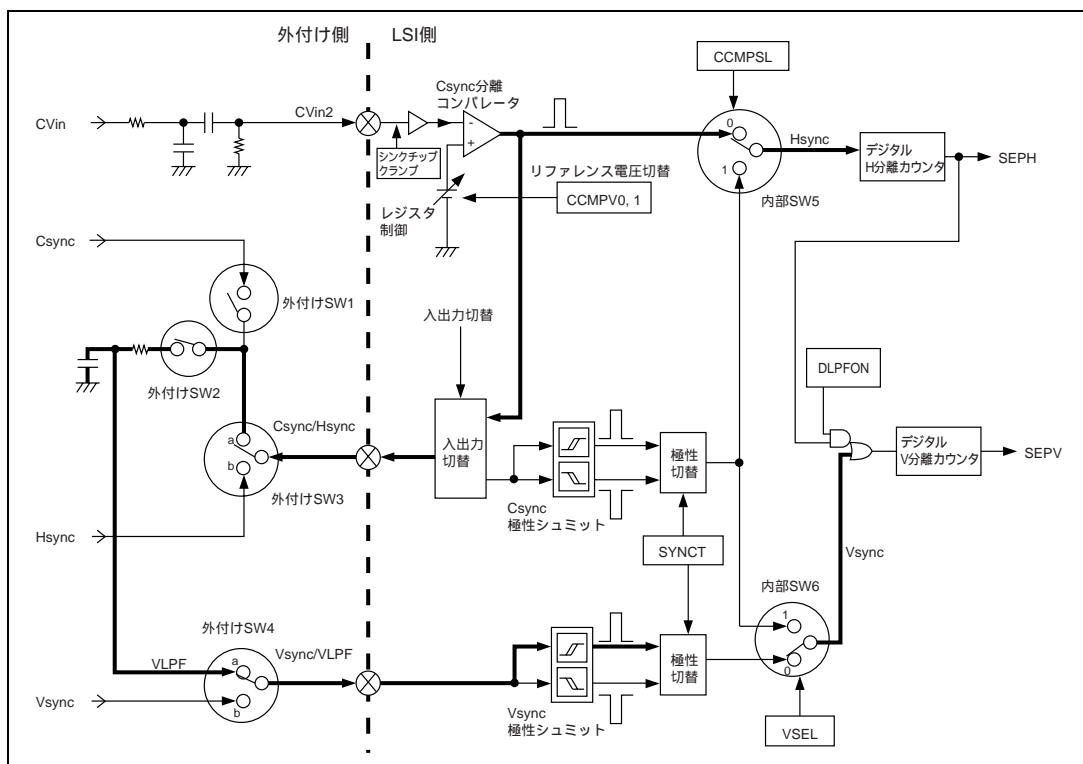 外付け側
LSI側
CCMPSL
Csync分離
コンパレータ
CVin
CVin2
-
+
0
1
Hsync
デジタル
H分離カウンタ
SEPH
シンクチップ
クランプ
リファレンス電圧切替
CCMPV0, 1
レジスタ
制御
内部SW5
Csync
外付けSW1
入出力切替
外付けSW2
DLPFON
a
b
Csync/Hsync
入出力
切替
極性
切替
デジタル
V分離カウンタ
SEPV
外付けSW3
Csync
極性シュミット
Hsync
SYNCT
Vsync
内部SW6
外付けSW4
1
0
VLPF
a
b
Vsync/VLPF
極性
切替
Vsync
Vsync
極性シュミット
VSEL